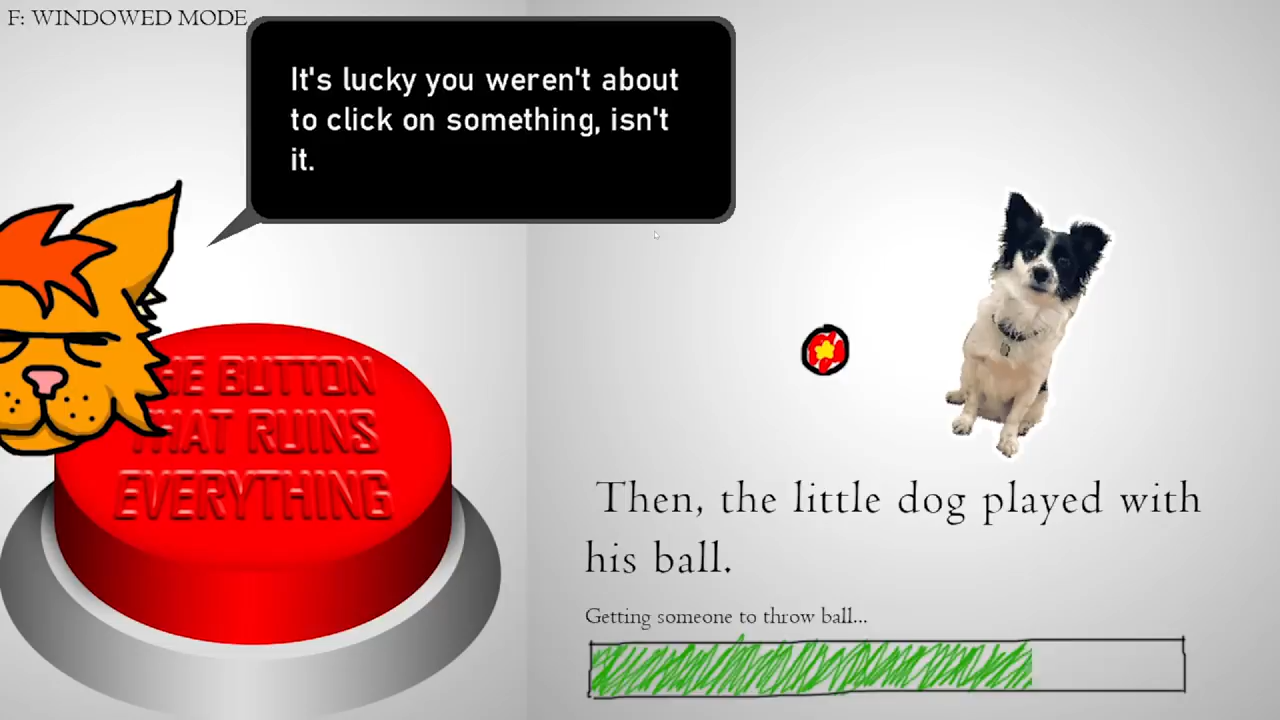 F: WINDOWED MODE
It's lucky you weren't about
to click on something, isn't
it.
HE BUTTON
THAT RUINS
EVERYTHING
Then, the little dog played with
his ball.
Getting someone to throw ball...